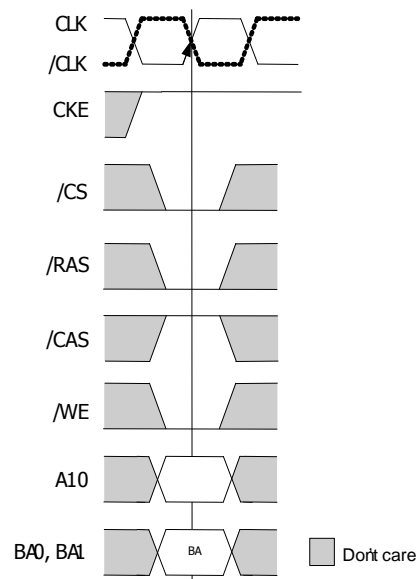 CLK
/CLK
CKE
/CS
/RAS
/CAS
/WE
A10
BA0, BA1
BA
Don't care